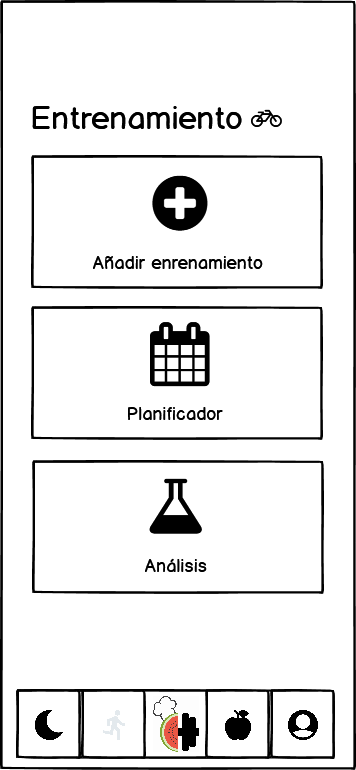 Entrenamiento
Añadir enrenamiento
Planificador
Análisis